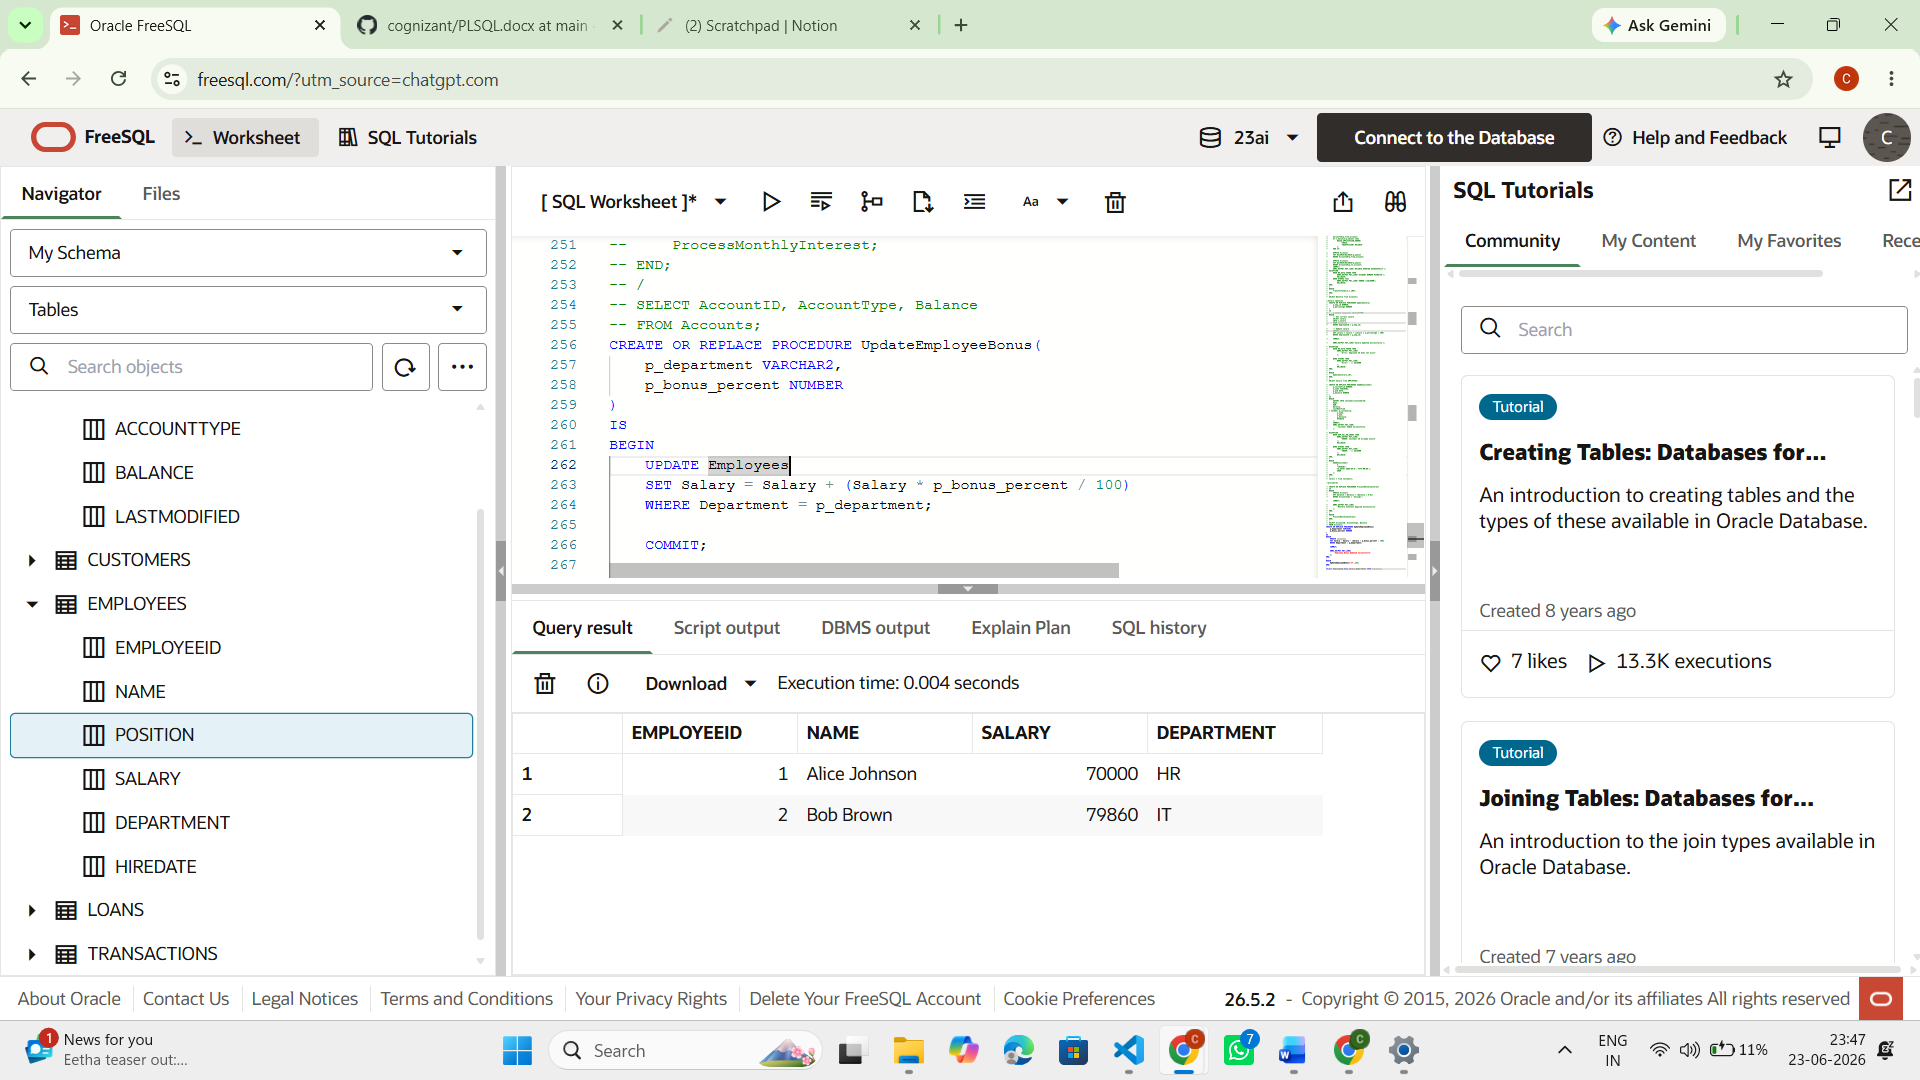 Oracle FreeSQL
cognizant/PLSQL.docx at main
(2) Scratchpad | Notion
Ask Gemini
freesql.com/?utm_source=chatgpt.com
C
FreeSQL
Worksheet
SQL Tutorials
23ai
Connect to the Database
Help and Feedback
C
Navigator
Files
My Schema
Tables
Search objects
ACCOUNTTYPE
BALANCE
LASTMODIFIED
CUSTOMERS
EMPLOYEES
EMPLOYEEID
NAME
POSITION
SALARY
DEPARTMENT
HIREDATE
LOANS
TRANSACTIONS
[ SQL Worksheet ]*
Aa
251 -- ProcessMonthlyInterest;
252 -- END;
253 -- /
254 -- SELECT AccountID, AccountType, Balance
255 -- FROM Accounts;
256 CREATE OR REPLACE PROCEDURE UpdateEmployeeBonus(
257 p_department VARCHAR2,
258 p_bonus_percent NUMBER
259 )
260 IS
261 BEGIN
262 UPDATE Employees
263 SET Salary = Salary + (Salary * p_bonus_percent / 100)
264 WHERE Department = p_department;
265
266 COMMIT;
267
Query result
Script output
DBMS output
Explain Plan
SQL history
Download
Execution time: 0.004 seconds
EMPLOYEEID NAME SALARY DEPARTMENT
1 1 Alice Johnson 70000 HR
2 2 Bob Brown 79860 IT
SQL Tutorials
Community
My Content
My Favorites
Rece
Search
Tutorial
Creating Tables: Databases for...
An introduction to creating tables and the
types of these available in Oracle Database.
Created 8 years ago
7 likes
13.3K executions
Tutorial
Joining Tables: Databases for...
An introduction to the join types available in
Oracle Database.
Created 7 years ago
About Oracle
Contact Us
Legal Notices
Terms and Conditions
Your Privacy Rights
Delete Your FreeSQL Account
Cookie Preferences
26.5.2 - Copyright © 2015, 2026 Oracle and/or its affiliates All rights reserved
1
News for you
Eetha teaser out:...
Search
C
7
C
ENG
IN
11%
23:47
23-06-2026